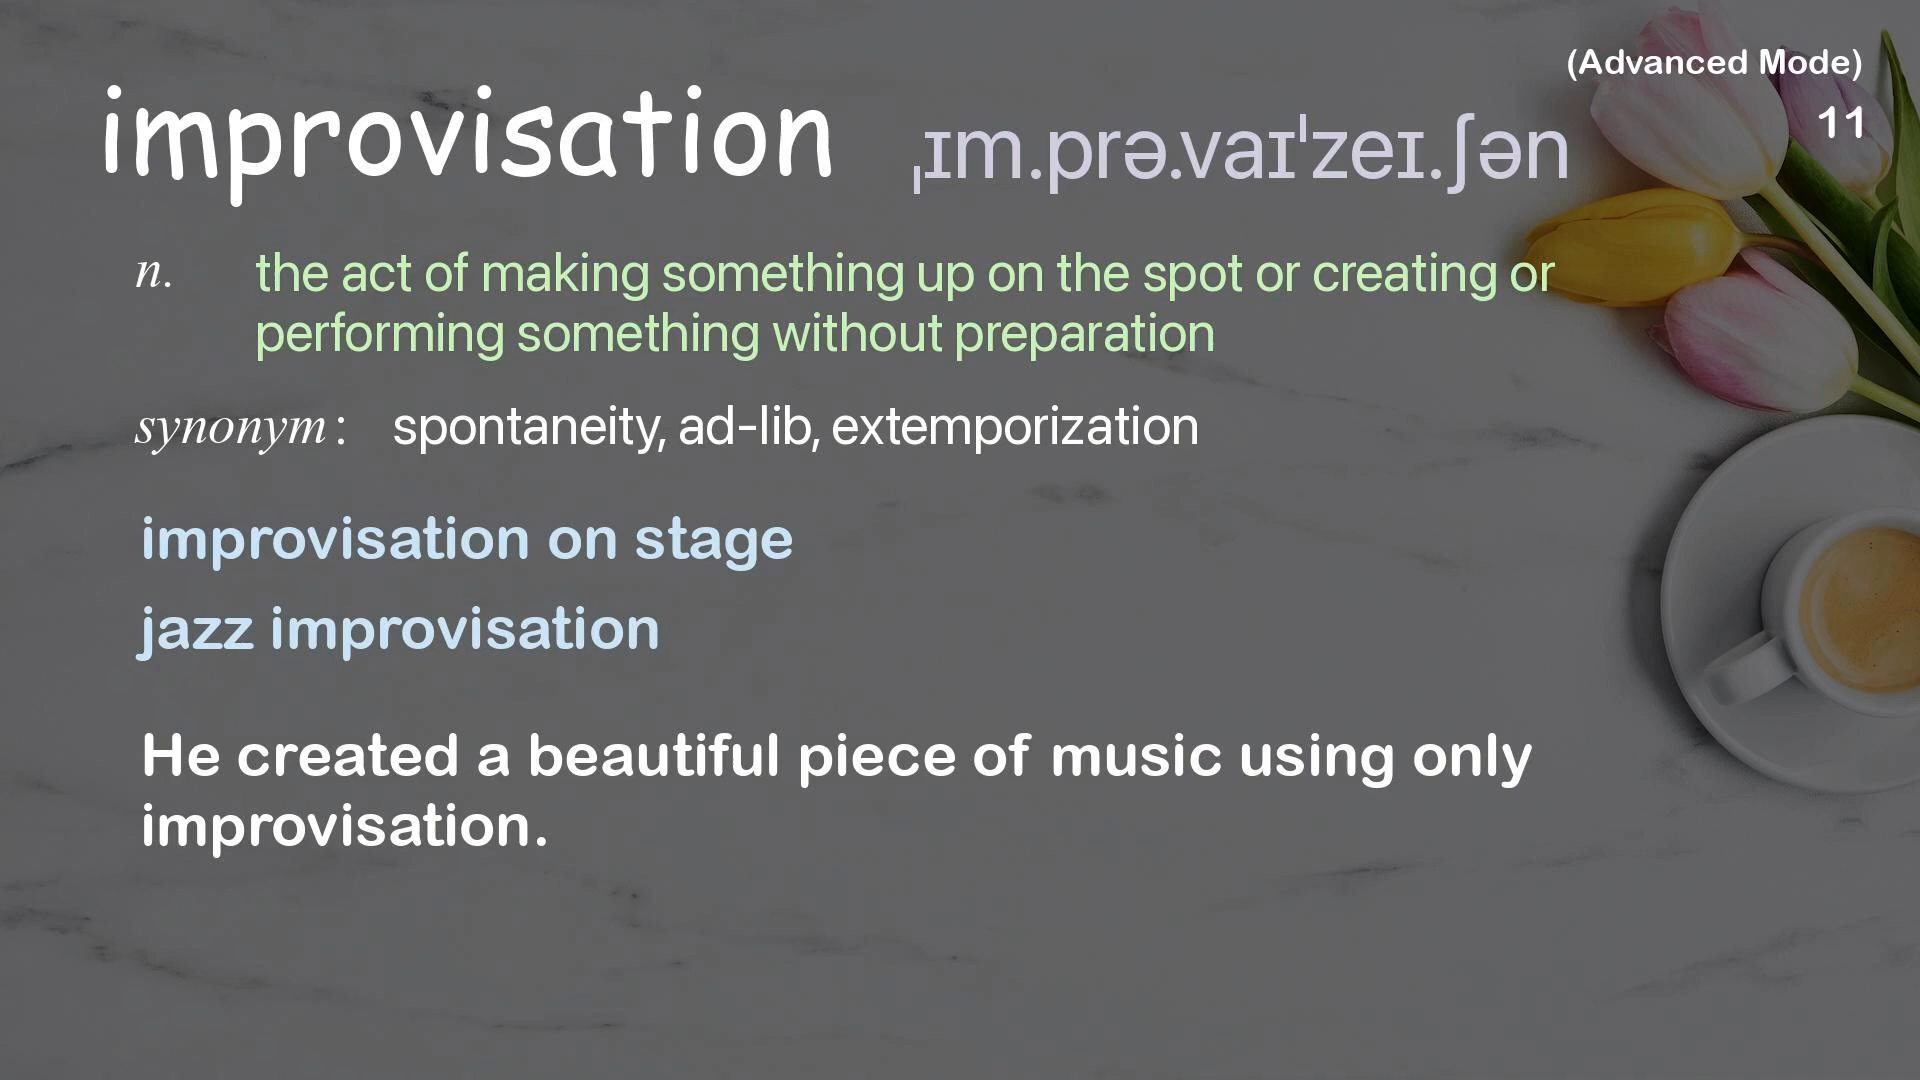 (Advanced Mode)
11
improvisation ˌɪm.prə.vaɪˈzeɪ.ʃən
n. the act of making something up on the spot or creating or
performing something without preparation
synonym : spontaneity, ad-lib, extemporization
improvisation on stage
jazz improvisation
He created a beautiful piece of music using only
improvisation.